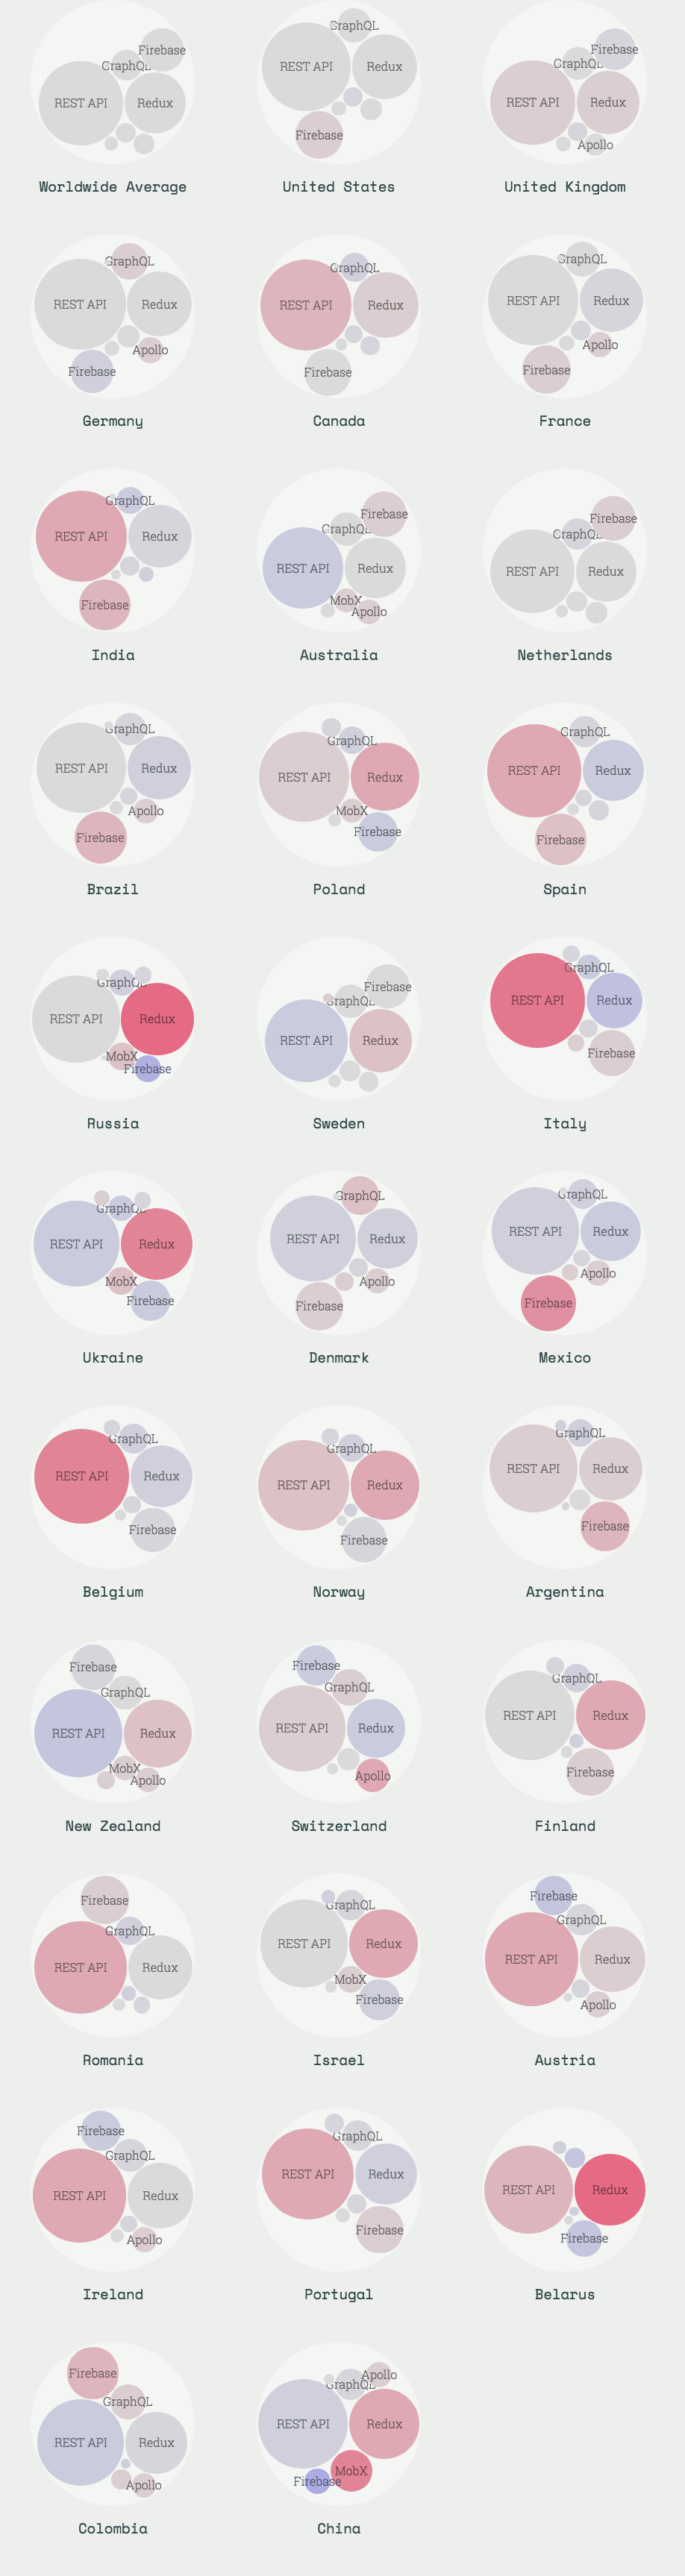 Firebase
GraphQL
REST API
Redux
Worldwide Average
GraphQL
REST API
Redux
Firebase
United States
Firebase
GraphQL
REST API
Redux
Apollo
United Kingdom
GraphQL
REST API
Redux
Apollo
Firebase
Germany
GraphQL
REST API
Redux
Firebase
Canada
GraphQL
REST API
Redux
Apollo
Firebase
France
GraphQL
REST API
Redux
Firebase
India
Firebase
GraphQL
REST API
Redux
MobX
Apollo
Australia
Firebase
GraphQL
REST API
Redux
Netherlands
GraphQL
REST API
Redux
Apollo
Firebase
Brazil
GraphQL
REST API
Redux
MobX
Firebase
Poland
GraphQL
REST API
Redux
Firebase
Spain
GraphQL
REST API
Redux
MobX
Firebase
Russia
Firebase
GraphQL
REST API
Redux
Sweden
GraphQL
REST API
Redux
Firebase
Italy
GraphQL
REST API
Redux
MobX
Firebase
Ukraine
GraphQL
REST API
Redux
Apollo
Firebase
Denmark
GraphQL
REST API
Redux
Apollo
Firebase
Mexico
GraphQL
REST API
Redux
Firebase
Belgium
GraphQL
REST API
Redux
Firebase
Norway
GraphQL
REST API
Redux
Firebase
Argentina
Firebase
GraphQL
REST API
Redux
MobX
Apollo
New Zealand
Firebase
GraphQL
REST API
Redux
Apollo
Switzerland
GraphQL
REST API
Redux
Firebase
Finland
Firebase
GraphQL
REST API
Redux
Romania
GraphQL
REST API
Redux
MobX
Firebase
Israel
Firebase
GraphQL
REST API
Redux
Apollo
Austria
Firebase
GraphQL
REST API
Redux
Apollo
Ireland
GraphQL
REST API
Redux
Firebase
Portugal
REST API
Redux
Firebase
Belarus
Firebase
GraphQL
REST API
Redux
Apollo
Colombia
Apollo
GraphQL
REST API
Redux
MobX
Firebase
China